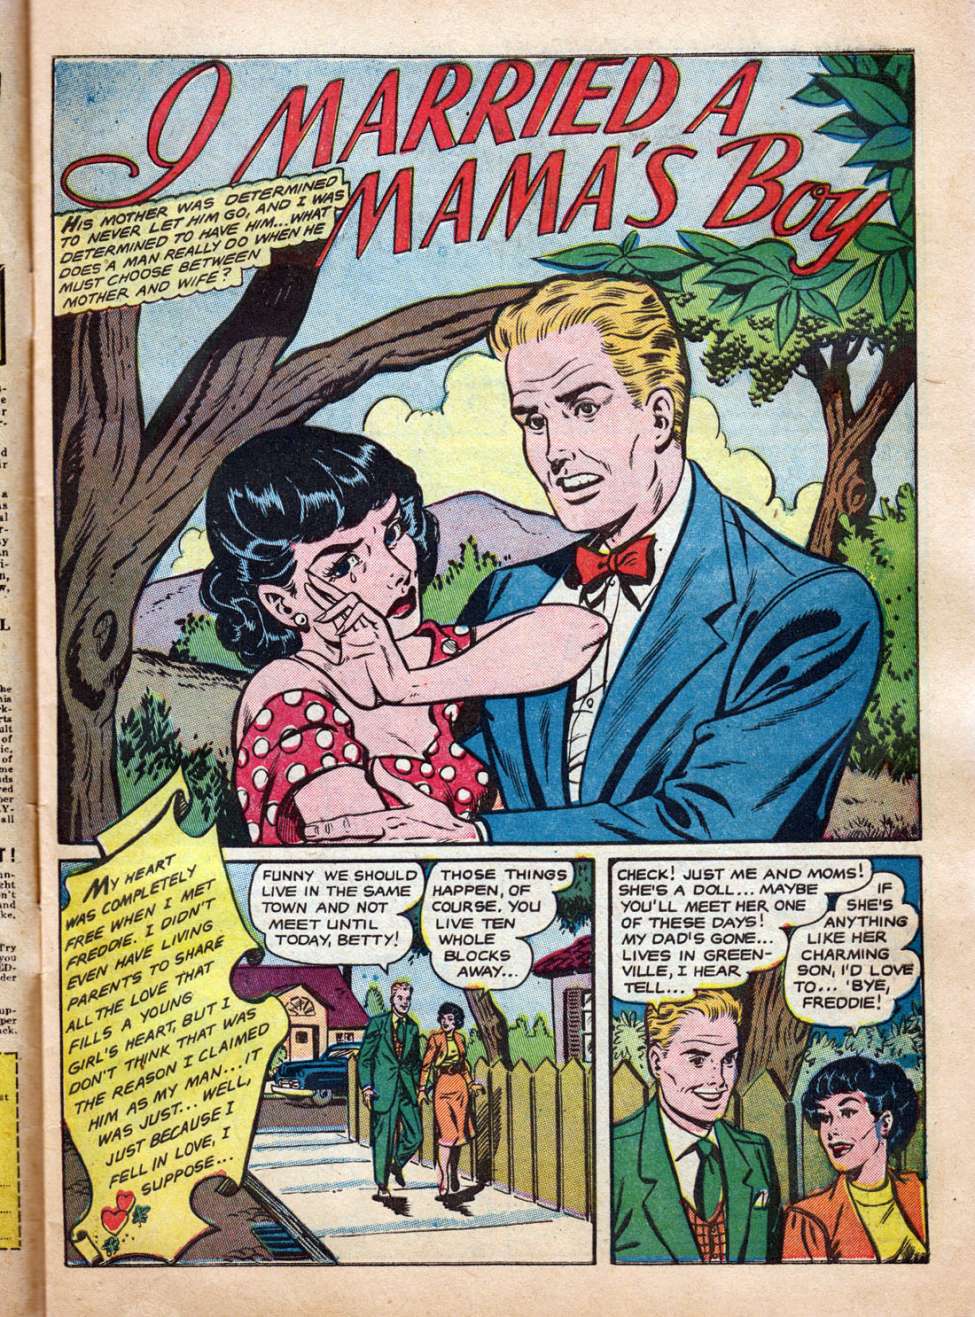 I MARRIED A
MAMA'S BOY
HIS MOTHER WAS DETERMINED
TO NEVER LET HIM GO, AND I WAS
DETERMINED TO HAVE HIM... WHAT
DOES A MAN REALLY DO WHEN HE
MUST CHOOSE BETWEEN
MOTHER AND WIFE?
MY HEART
WAS COMPLETELY
FREE WHEN I MET
FREDDIE. I DIDN'T
EVEN HAVE LIVING
PARENTS TO SHARE
ALL THE LOVE THAT
FILLS A YOUNG
GIRL'S HEART, BUT I
DON'T THINK THAT WAS
THE REASON I CLAIMED
HIM AS MY MAN... IT
WAS JUST... WELL,
JUST BECAUSE I
FELL IN LOVE, I
SUPPOSE...
FUNNY WE SHOULD
LIVE IN THE SAME
TOWN AND NOT
MEET UNTIL
TODAY, BETTY!
THOSE THINGS
HAPPEN, OF
COURSE. YOU
LIVE TEN
WHOLE
BLOCKS
AWAY...
CHECK! JUST ME AND MOMS!
SHE'S A DOLL... MAYBE
YOU'LL MEET HER ONE
OF THESE DAYS!
MY DAD'S GONE...
LIVES IN GREEN-
VILLE, I HEAR
TELL...
IF
SHE'S
ANYTHING
LIKE HER
CHARMING
SON, I'D LOVE
TO... 'BYE,
FREDDIE!